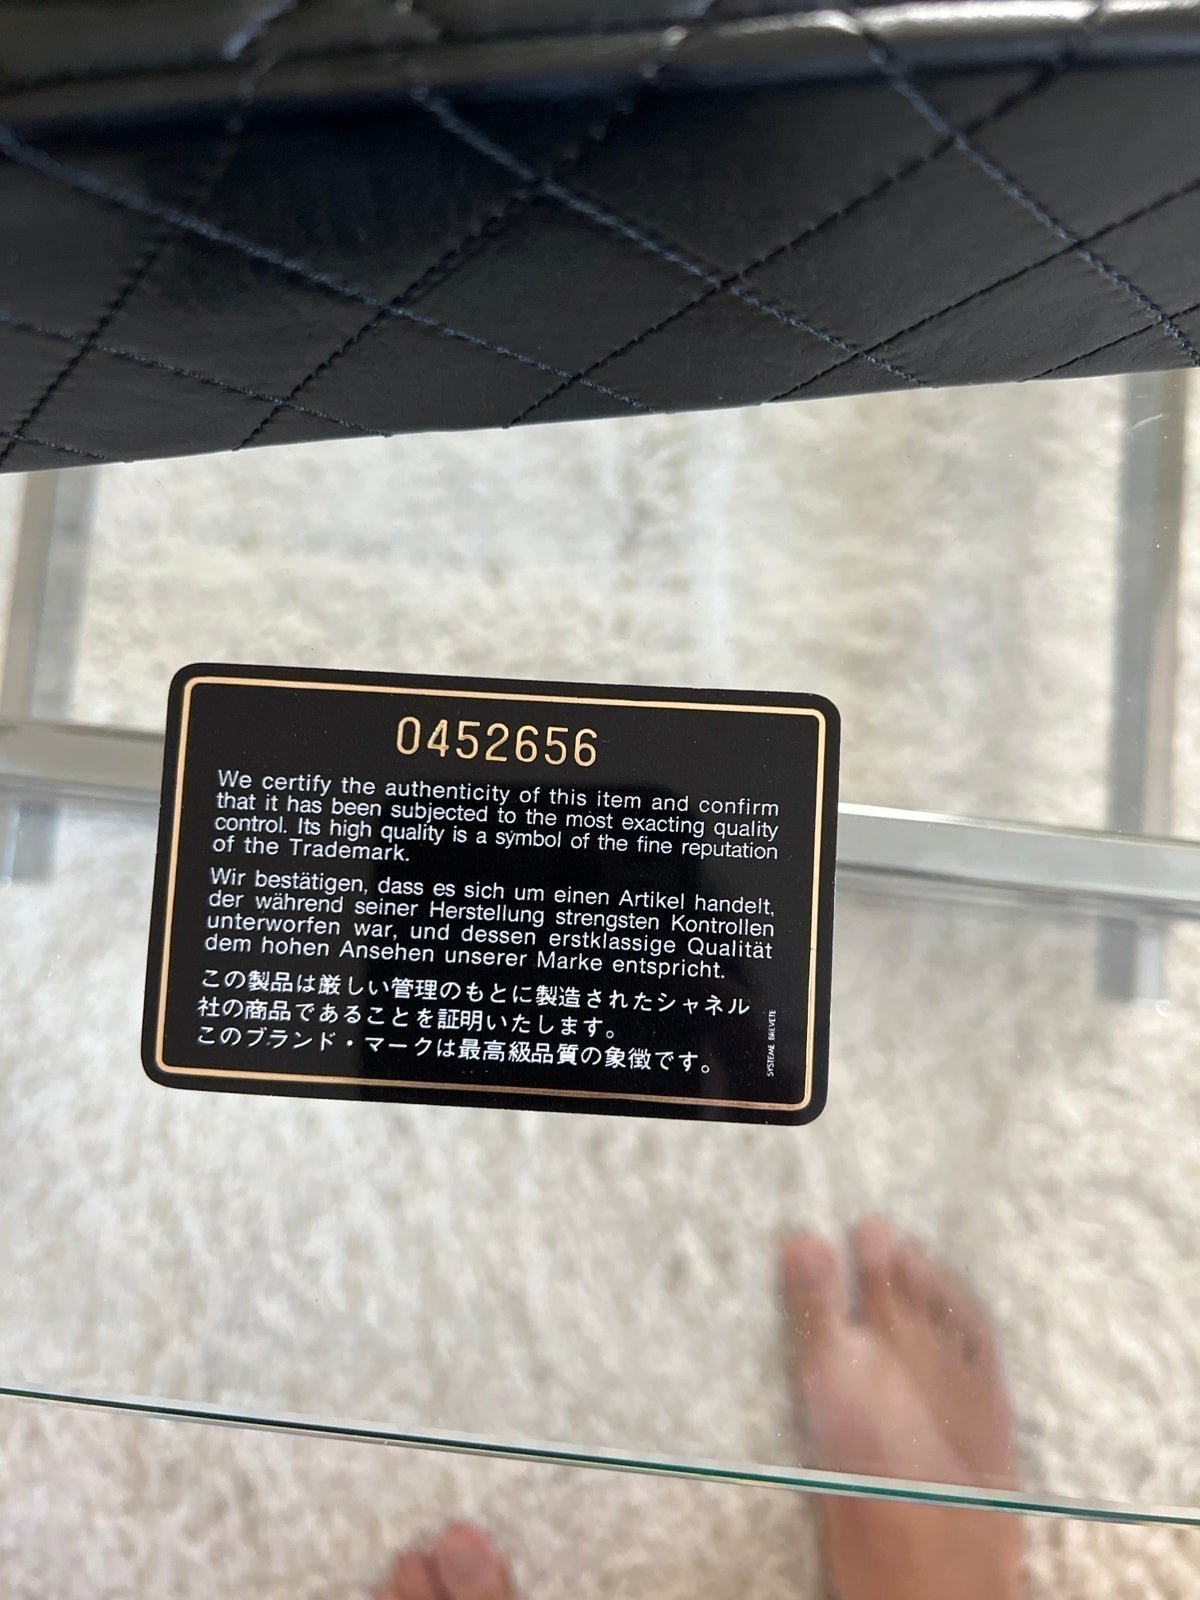 0452656
We certify the authenticity of this item and confirm
that it has been subjected to the most exacting quality
control. Its high quality is a symbol of the fine reputation
of the Trademark.
Wir bestätigen, dass es sich um einen Artikel handelt,
der während seiner Herstellung strengsten Kontrollen
unterworfen war, und dessen erstklassige Qualität
dem hohen Ansehen unserer Marke entspricht.
この製品は厳しい管理のもとに製造されたシャネル
社の商品であることを証明いたします。
このブランド・マークは最高級品質の象徴です。
SYSTEME BREVETE